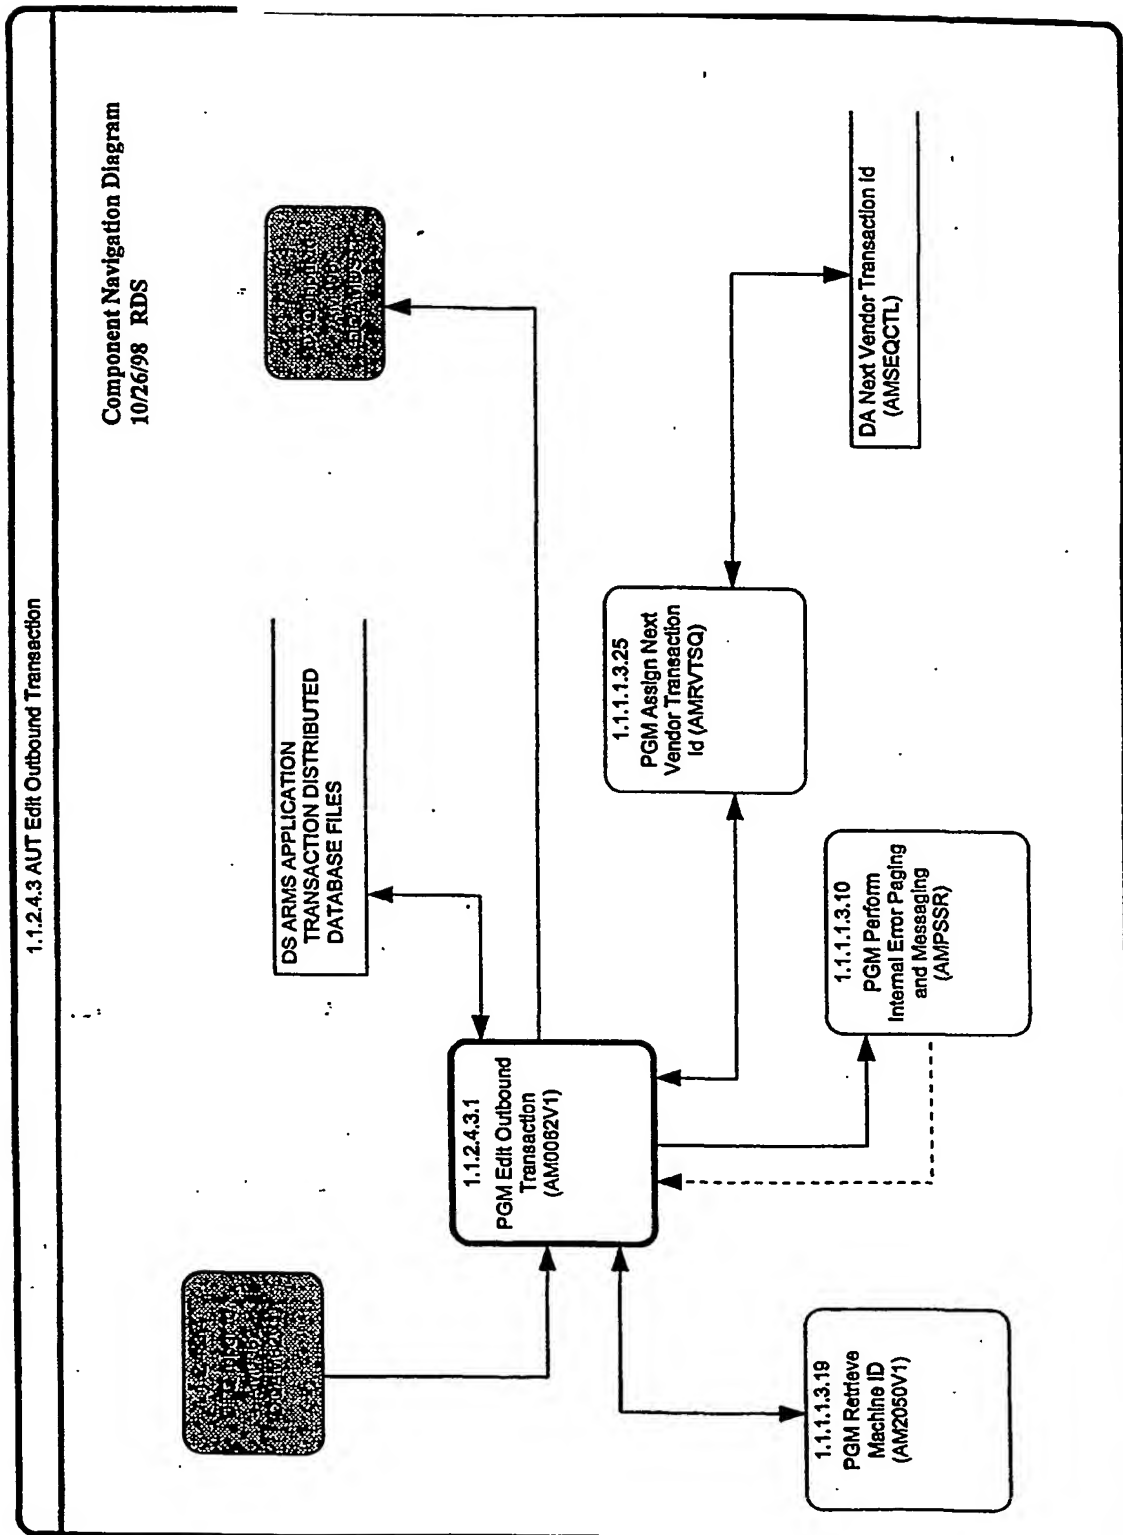 1.1.2.4.3 AUT Edit Outbound Transaction
Component Navigation Diagram
10/26/98 RDS
DS ARMS APPLICATION
TRANSACTION DISTRIBUTED
DATABASE FILES
1.1.2.4.3.1
PGM Edit Outbound
Transaction
(AM0062V1)
1.1.1.1.3.25
PGM Assign Next
Vendor Transaction
Id (AMRVTSQ)
DA Next Vendor Transaction Id
(AMSEQCTL)
1.1.1.1.3.10
PGM Perform
Internal Error Paging
and Messaging
(AMPSSR)
1.1.1.1.3.19
PGM Retrieve
Machine ID
(AM2050V1)